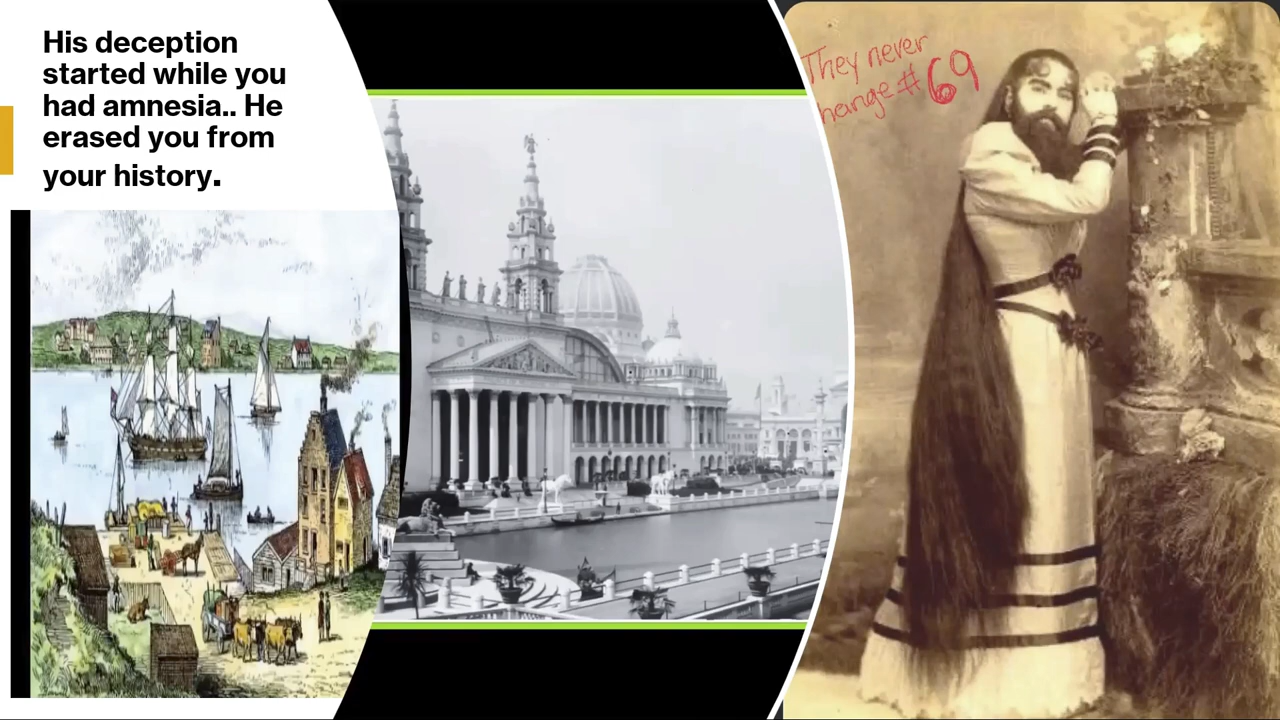 His deception
started while you
had amnesia.. He
erased you from
your history.
They never
hange #69